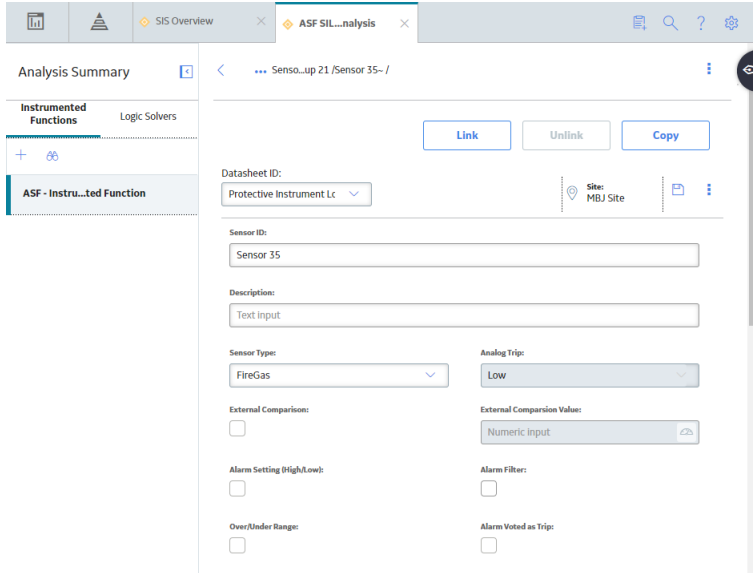 SIS Overview
ASF SIL...nalysis
Analysis Summary
Senso...up 21 /Sensor 35~ /
Instrumented Functions
Logic Solvers
Link
Unlink
Copy
Datasheet ID:
Protective Instrument Lc
Site:
MBJ Site
ASF - Instru...ted Function
Sensor ID:
Sensor 35
Description:
Text input
Sensor Type:
Analog Trip:
FireGas
Low
External Comparison:
External Comparsion Value:
Numeric input
Alarm Setting (High/Low):
Alarm Filter:
Over/Under Range:
Alarm Voted as Trip: